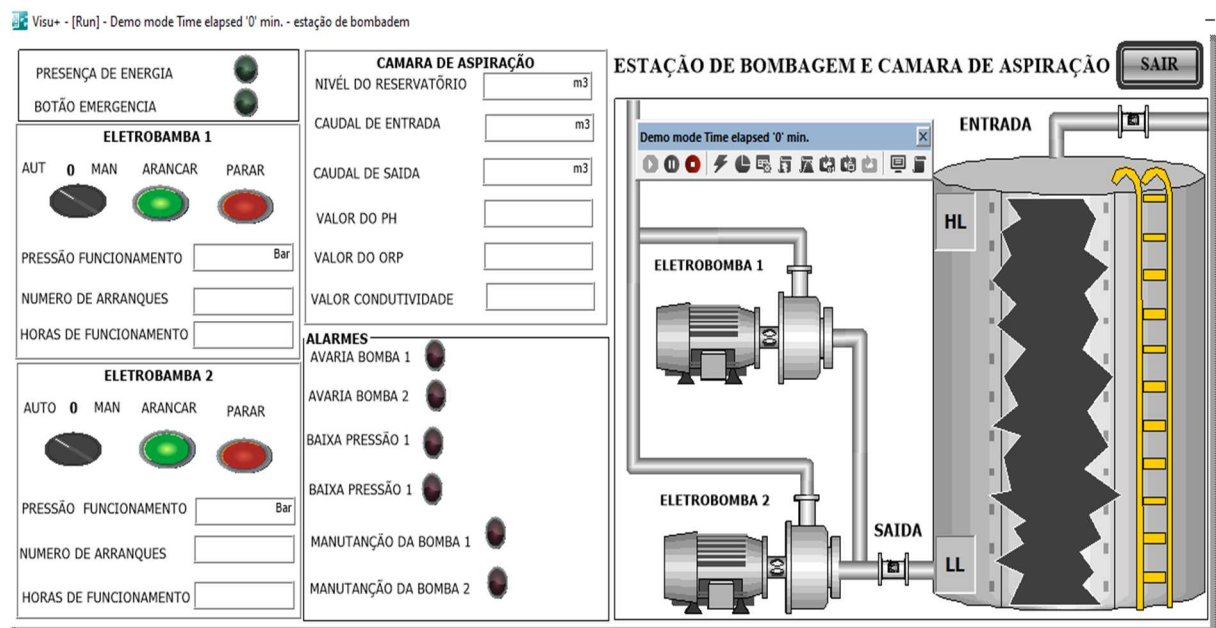 Visu+ - [Run] - Demo mode Time elapsed '0' min. - estação de bombadem
PRESENÇA DE ENERGIA
BOTÃO EMERGENCIA
ELETROBAMBA 1
AUT 0 MAN ARANCAR PARAR
PRESSÃO FUNCIONAMENTO Bar
NUMERO DE ARRANQUES
HORAS DE FUNCIONAMENTO
ELETROBAMBA 2
AUTO 0 MAN ARANCAR PARAR
PRESSÃO FUNCIONAMENTO Bar
NUMERO DE ARRANQUES
HORAS DE FUNCIONAMENTO
CAMARA DE ASPIRAÇÃO
NIVÉL DO RESERVATÓRIO m3
CAUDAL DE ENTRADA m3
CAUDAL DE SAIDA m3
VALOR DO PH
VALOR DO ORP
VALOR CONDUTIVIDADE
ALARMES
AVARIA BOMBA 1
AVARIA BOMBA 2
BAIXA PRESSÃO 1
BAIXA PRESSÃO 1
MANUTANÇÃO DA BOMBA 1
MANUTANÇÃO DA BOMBA 2
ESTAÇÃO DE BOMBAGEM E CAMARA DE ASPIRAÇÃO
SAIR
Demo mode Time elapsed '0' min.
ENTRADA
HL
ELETROBOMBA 1
ELETROBOMBA 2
SAIDA
LL